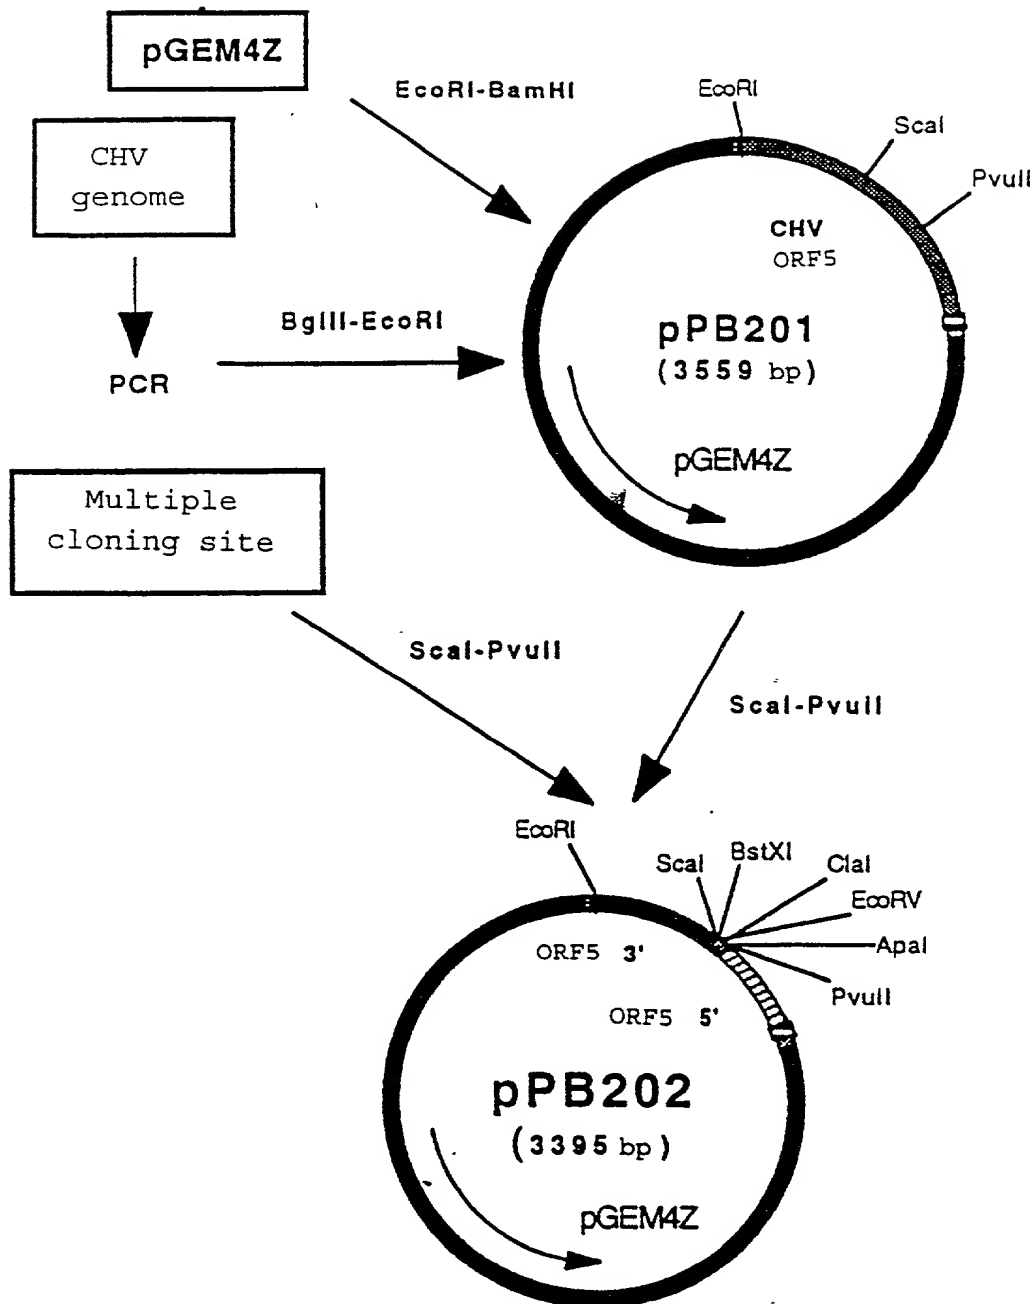 pGEM4Z
EcoRI-BamHI
EcoRI
ScaI
PvuII
CHV
genome
CHV
ORF5
BglII-EcoRI
pPB201
(3559 bp)
PCR
pGEM4Z
Multiple
cloning site
ScaI-PvuII
ScaI-PvuII
EcoRI
ScaI
BstXI
ClaI
EcoRV
ApaI
PvuII
ORF5 3'
ORF5 5'
pPB202
(3395 bp)
pGEM4Z